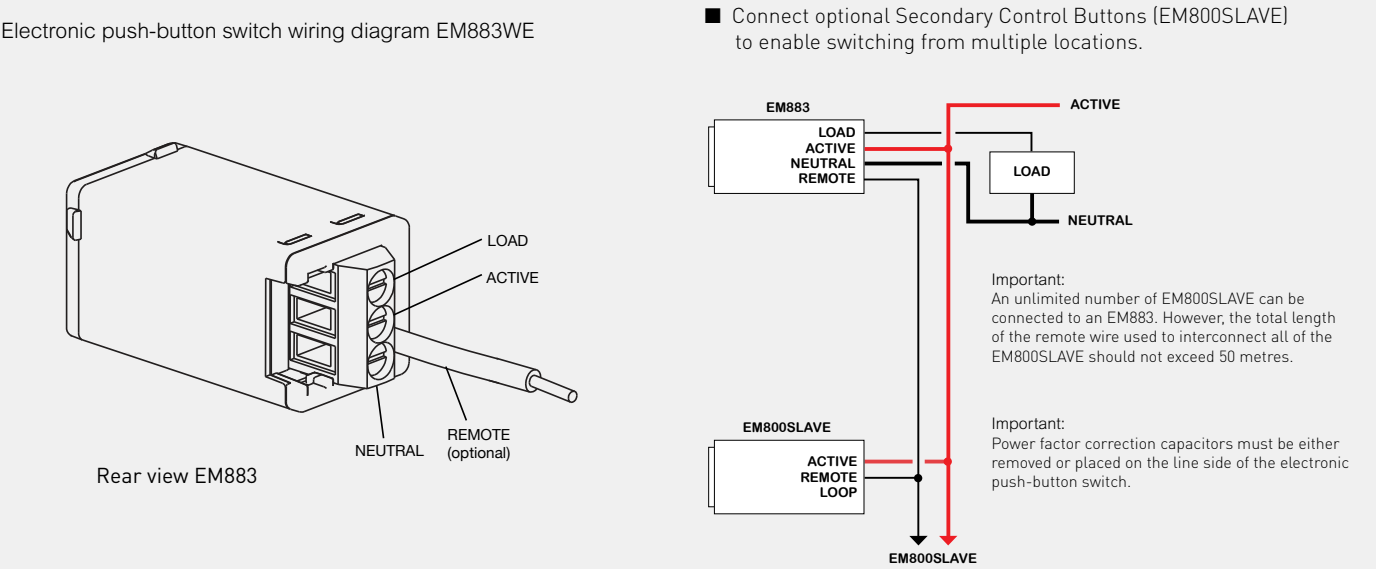 Electronic push-button switch wiring diagram EM883WE
LOAD
ACTIVE
REMOTE
(optional)
NEUTRAL
Rear view EM883
■ Connect optional Secondary Control Buttons (EM800SLAVE)
to enable switching from multiple locations.
EM883
LOAD
ACTIVE
NEUTRAL
REMOTE
ACTIVE
LOAD
NEUTRAL
Important:
An unlimited number of EM800SLAVE can be
connected to an EM883. However, the total length
of the remote wire used to interconnect all of the
EM800SLAVE should not exceed 50 metres.
Important:
Power factor correction capacitors must be either
removed or placed on the line side of the electronic
push-button switch.
EM800SLAVE
ACTIVE
REMOTE
LOOP
EM800SLAVE